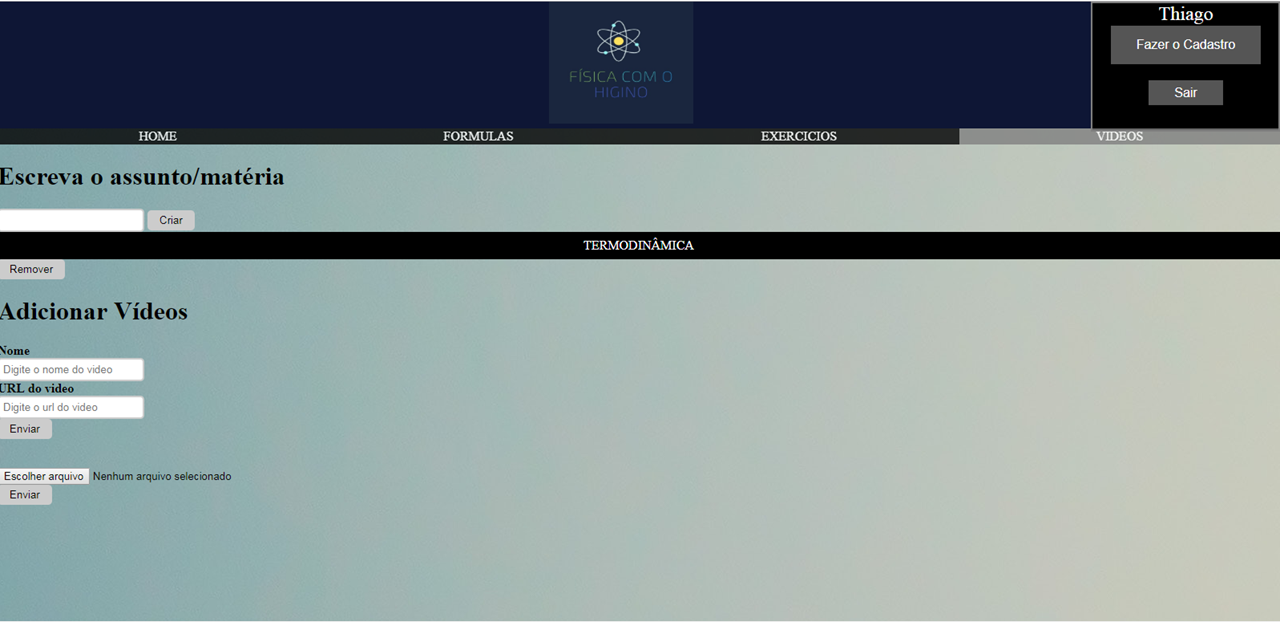 Thiago
Fazer o Cadastro
Sair
FÍSICA COM O
HIGINO
HOME FORMULAS EXERCICIOS VIDEOS
Escreva o assunto/matéria
Criar
TERMODINÂMICA
Remover
Adicionar Vídeos
Nome
Digite o nome do video
URL do video
Digite o url do video
Enviar
Escolher arquivo Nenhum arquivo selecionado
Enviar